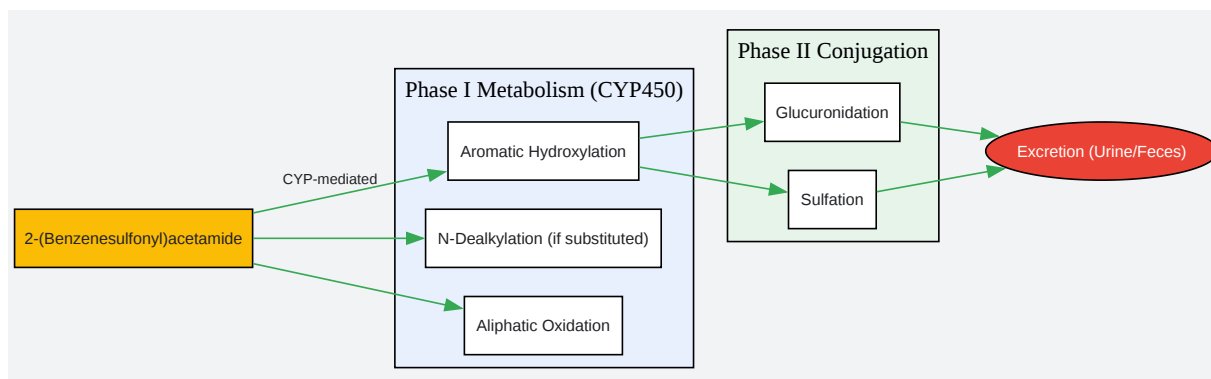 Phase II Conjugation
Phase I Metabolism (CYP450)
Glucuronidation
Aromatic Hydroxylation
Excretion (Urine/Feces)
CYP-mediated
Sulfation
2-(Benzenesulfonyl)acetamide
N-Dealkylation (if substituted)
Aliphatic Oxidation